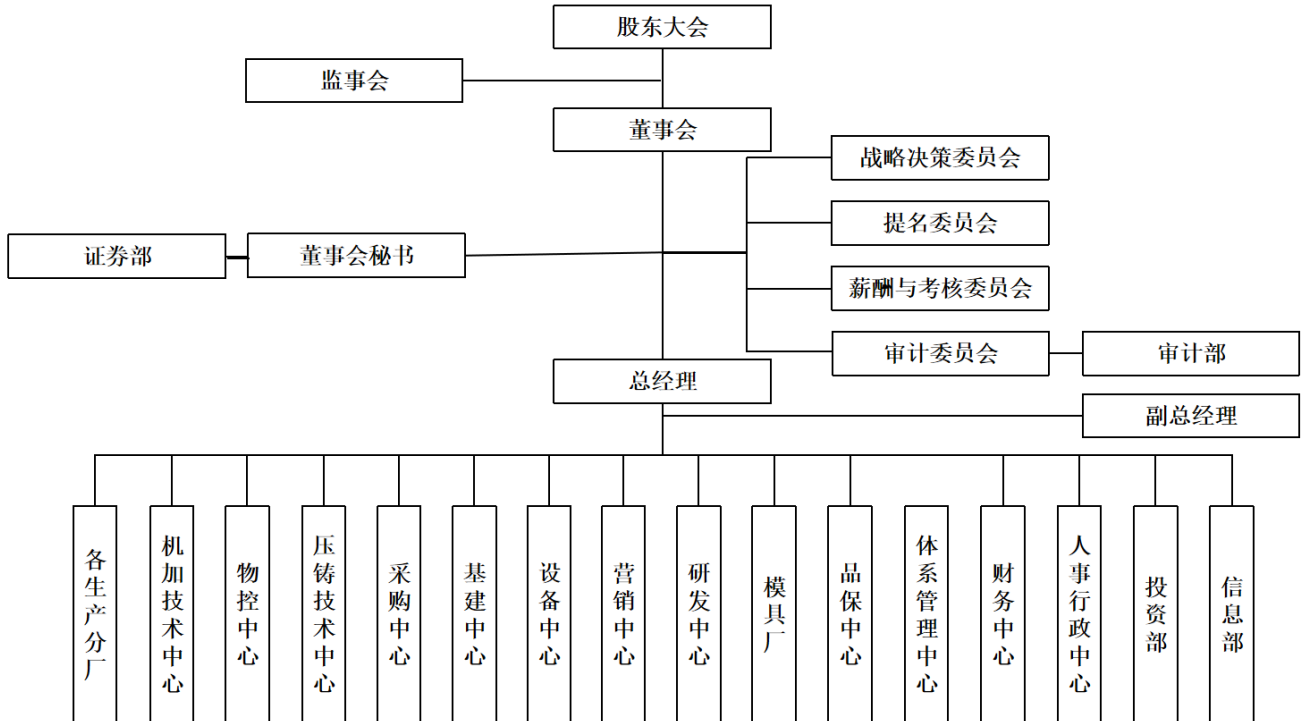 股东大会
监事会
董事会
战略决策委员会
提名委员会
证券部
董事会秘书
薪酬与考核委员会
审计委员会
审计部
总经理
副总经理
各生产分厂
机加技术中心
物控中心
压铸技术中心
采购中心
基建中心
设备中心
营销中心
研发中心
模具厂
品保中心
体系管理中心
财务中心
人事行政中心
投资部
信息部